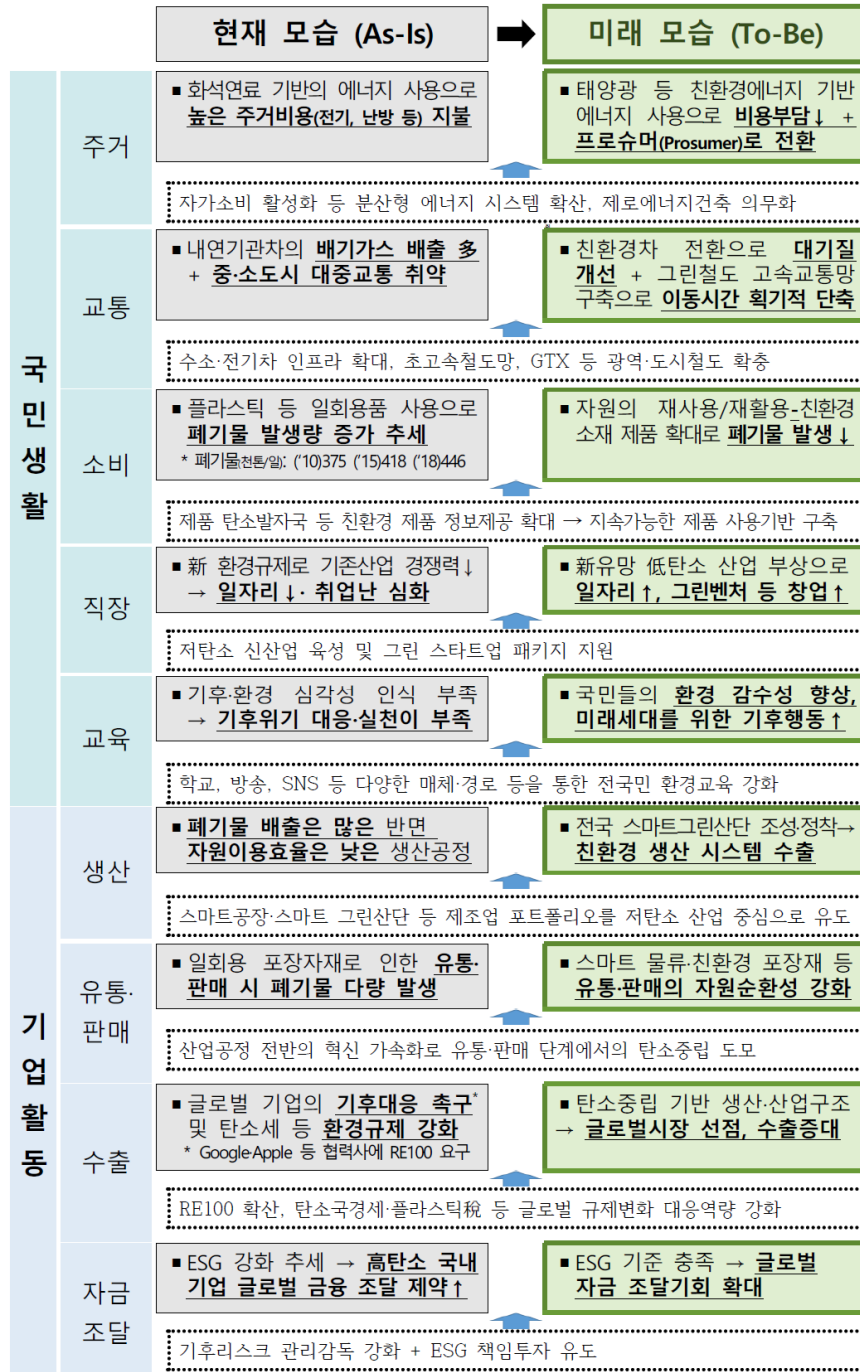 현재 모습 (As-Is)
미래 모습 (To-Be)
국민생활
주거
■ 화석연료 기반의 에너지 사용으로
높은 주거비용(전기, 난방 등) 지불
■ 태양광 등 친환경에너지 기반
에너지 사용으로 비용부담↓ +
프로슈머(Prosumer)로 전환
자가소비 활성화 등 분산형 에너지 시스템 확산, 제로에너지건축 의무화
교통
■ 내연기관차의 배기가스 배출 多
+ 중·소도시 대중교통 취약
■ 친환경차 전환으로 대기질
개선 + 그린철도 고속교통망
구축으로 이동시간 획기적 단축
수소·전기차 인프라 확대, 초고속철도망, GTX 등 광역·도시철도 확충
소비
■ 플라스틱 등 일회용품 사용으로
폐기물 발생량 증가 추세
* 폐기물(천톤/일): ('10)375 ('15)418 ('18)446
■ 자원의 재사용/재활용-친환경
소재 제품 확대로 폐기물 발생↓
제품 탄소발자국 등 친환경 제품 정보제공 확대 → 지속가능한 제품 사용기반 구축
직장
■ 新 환경규제로 기존산업 경쟁력↓
→ 일자리↓· 취업난 심화
■ 新유망 低탄소 산업 부상으로
일자리↑, 그린벤처 등 창업↑
저탄소 신산업 육성 및 그린 스타트업 패키지 지원
교육
■ 기후·환경 심각성 인식 부족
→ 기후위기 대응·실천이 부족
■ 국민들의 환경 감수성 향상,
미래세대를 위한 기후행동↑
학교, 방송, SNS 등 다양한 매체·경로 등을 통한 전국민 환경교육 강화
기업활동
생산
■ 폐기물 배출은 많은 반면
자원이용효율은 낮은 생산공정
■ 전국 스마트그린산단 조성·정착→
친환경 생산 시스템 수출
스마트공장·스마트 그린산단 등 제조업 포트폴리오를 저탄소 산업 중심으로 유도
유통·
판매
■ 일회용 포장자재로 인한 유통·
판매 시 폐기물 다량 발생
■ 스마트 물류·친환경 포장재 등
유통·판매의 자원순환성 강화
산업공정 전반의 혁신 가속화로 유통·판매 단계에서의 탄소중립 도모
수출
■ 글로벌 기업의 기후대응 촉구*
및 탄소세 등 환경규제 강화
* Google·Apple 등 협력사에 RE100 요구
■ 탄소중립 기반 생산·산업구조
→ 글로벌시장 선점, 수출증대
RE100 확산, 탄소국경세·플라스틱稅 등 글로벌 규제변화 대응역량 강화
자금
조달
■ ESG 강화 추세 → 高탄소 국내
기업 글로벌 금융 조달 제약↑
■ ESG 기준 충족 → 글로벌
자금 조달기회 확대
기후리스크 관리감독 강화 + ESG 책임투자 유도